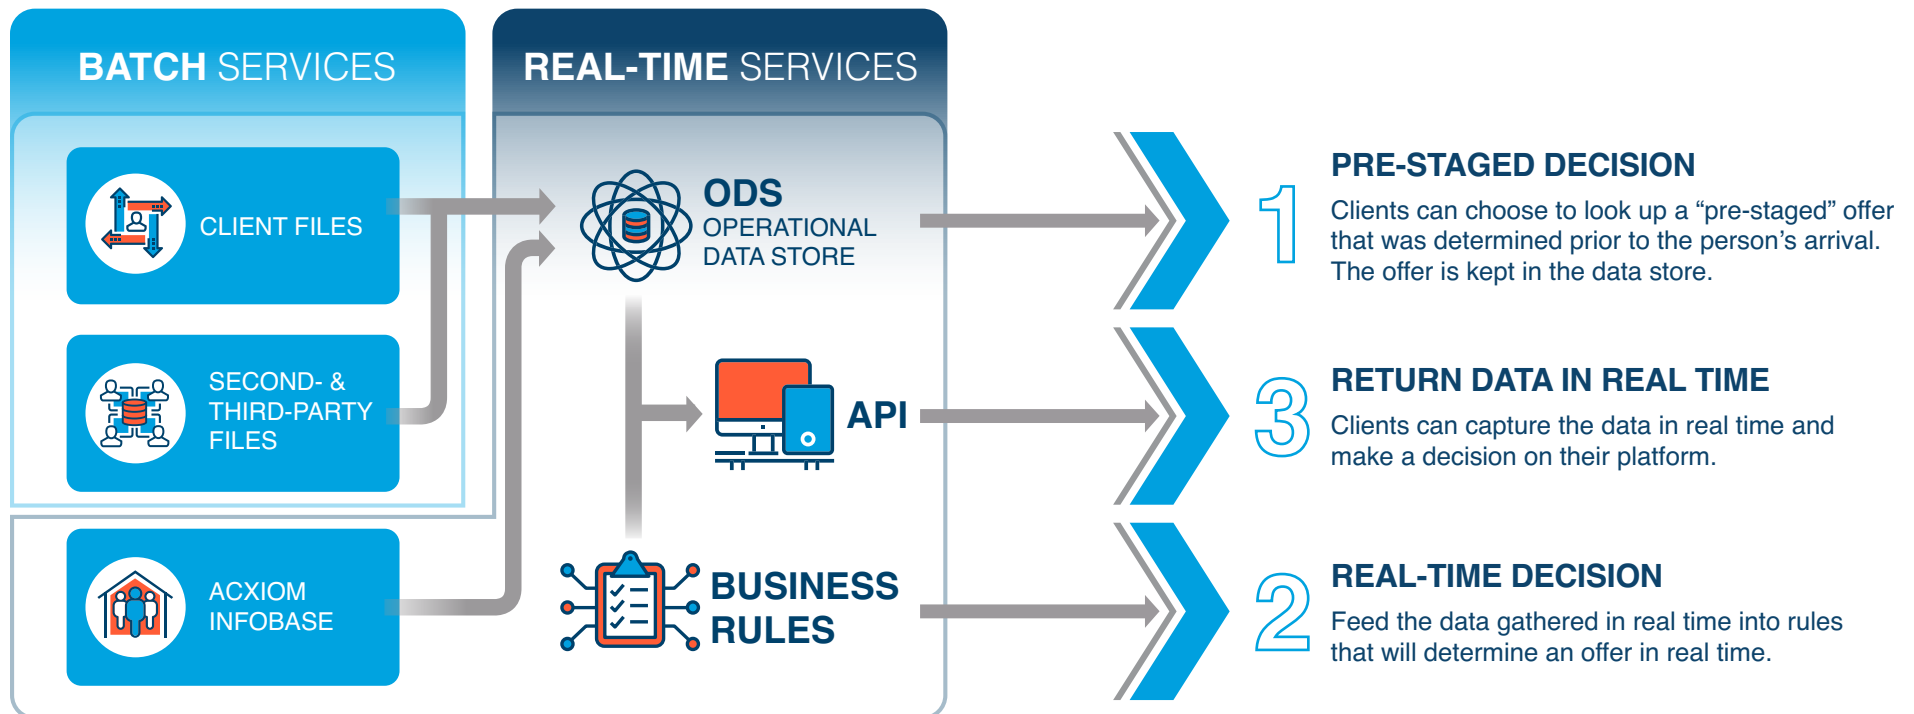 BATCH SERVICES
CLIENT FILES
SECOND- &
THIRD-PARTY
FILES
ACXIOM
INFOBASE
REAL-TIME SERVICES
ODS
OPERATIONAL
DATA STORE
API
BUSINESS
RULES
1
PRE-STAGED DECISION
Clients can choose to look up a “pre-staged” offer
that was determined prior to the person’s arrival.
The offer is kept in the data store.
3
RETURN DATA IN REAL TIME
Clients can capture the data in real time and
make a decision on their platform.
2
REAL-TIME DECISION
Feed the data gathered in real time into rules
that will determine an offer in real time.